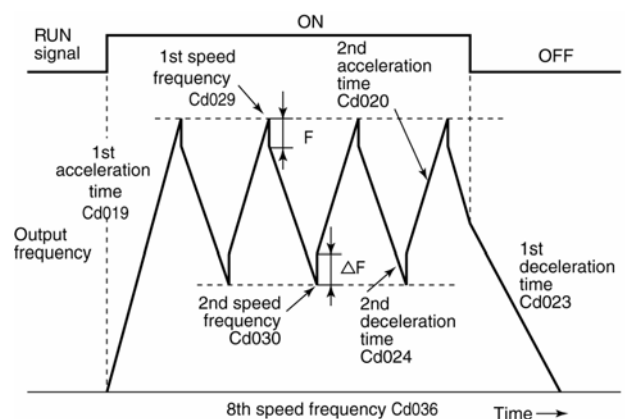 ON
RUN
signal
OFF
1st speed
frequency
Cd029
2nd
acceleration
time
Cd020
F
1st
acceleration
time
Cd019
Output
frequency
△F
2nd speed
frequency
Cd030
2nd
deceleration
time
Cd024
1st
deceleration
time
Cd023
8th speed frequency Cd036
Time